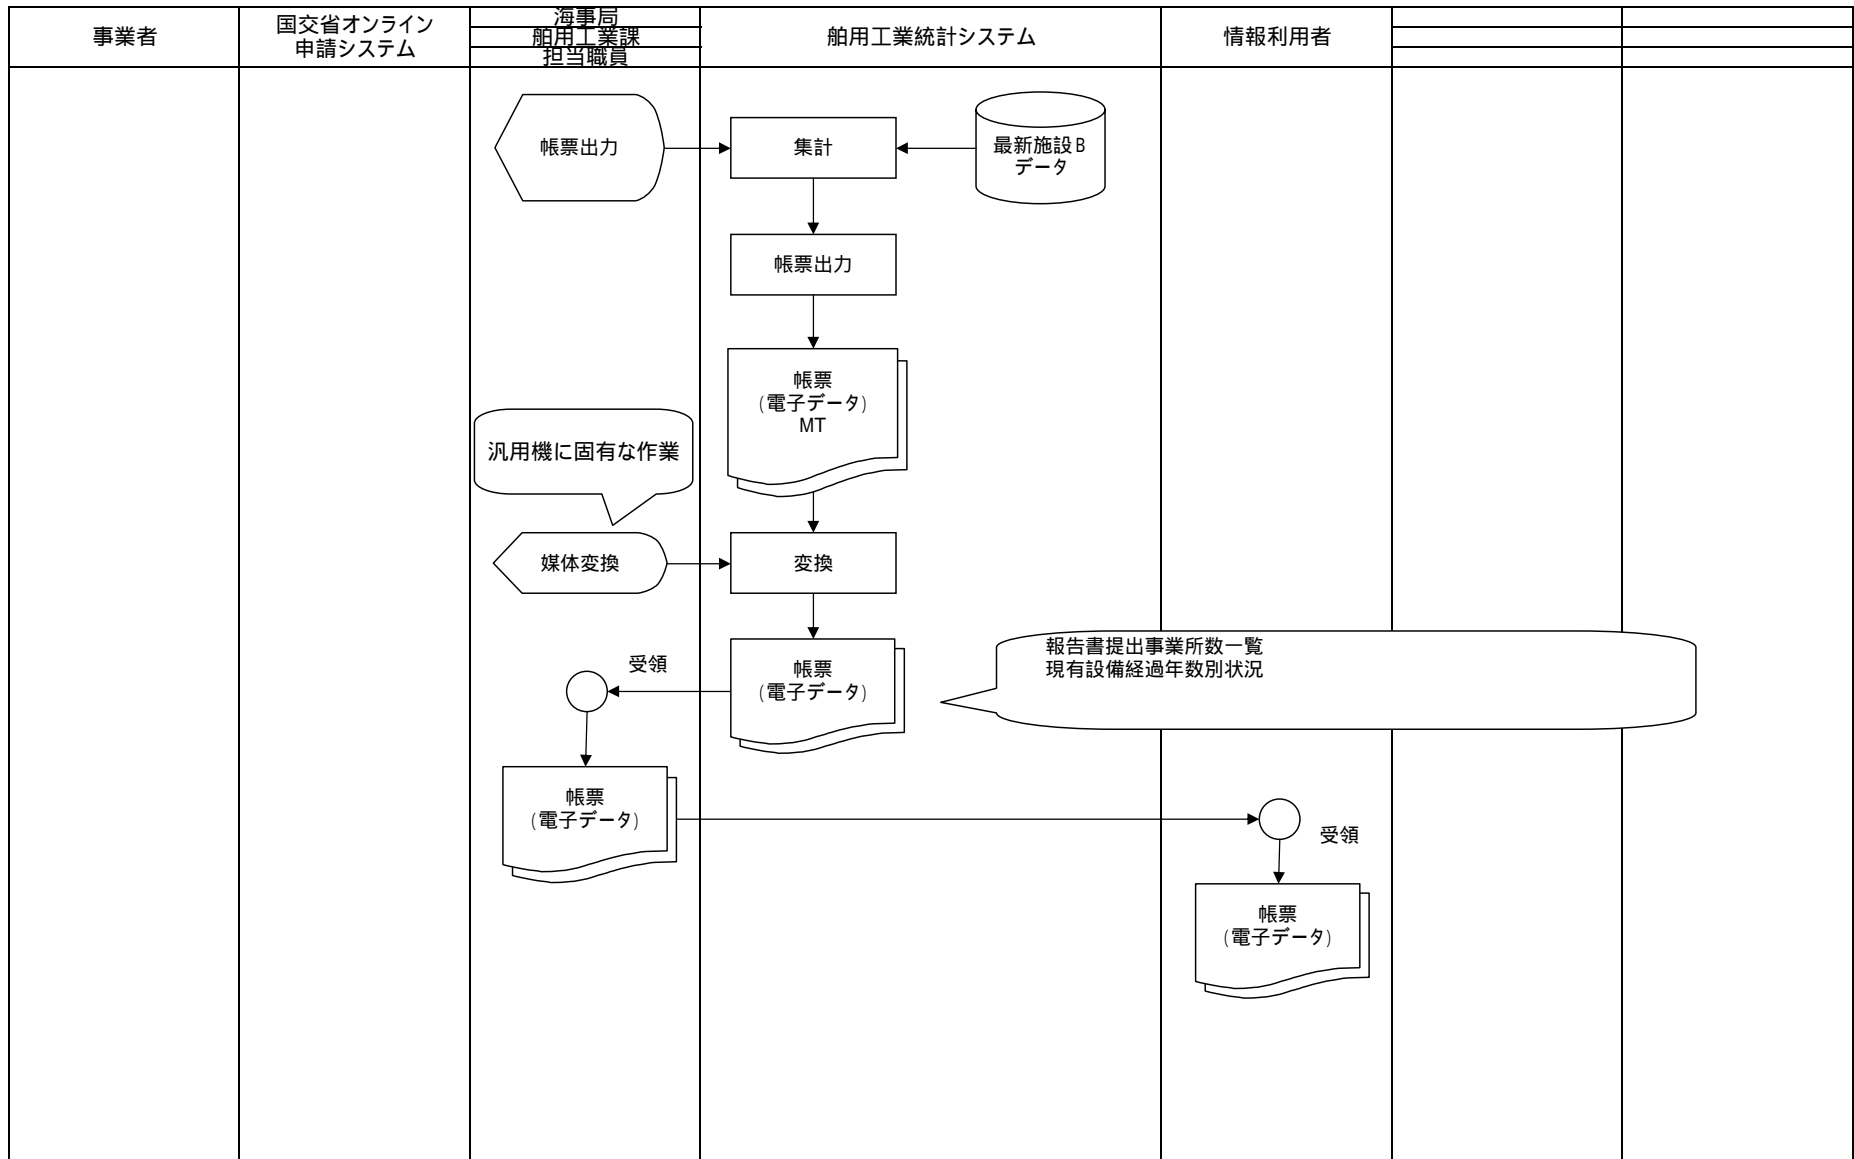 事業者
国交省オンライン
申請システム
海事局
舶用工業課
担当職員
舶用工業統計システム
情報利用者
帳票出力
集計
最新施設B
データ
帳票出力
帳票
(電子データ)
MT
汎用機に固有な作業
媒体変換
変換
報告書提出事業所数一覧
現有設備経過年数別状況
受領
帳票
(電子データ)
帳票
(電子データ)
受領
帳票
(電子データ)